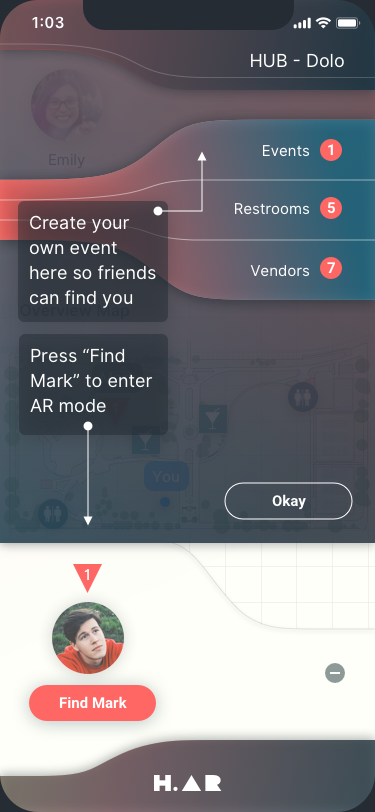 1:03
HUB - Dolo
Emily
Events 1
Restrooms 5
Vendors 7
Create your
own event
here so friends
can find you
Overview Map
Press “Find
Mark” to enter
AR mode
You
Okay
1
Find Mark
H.AR